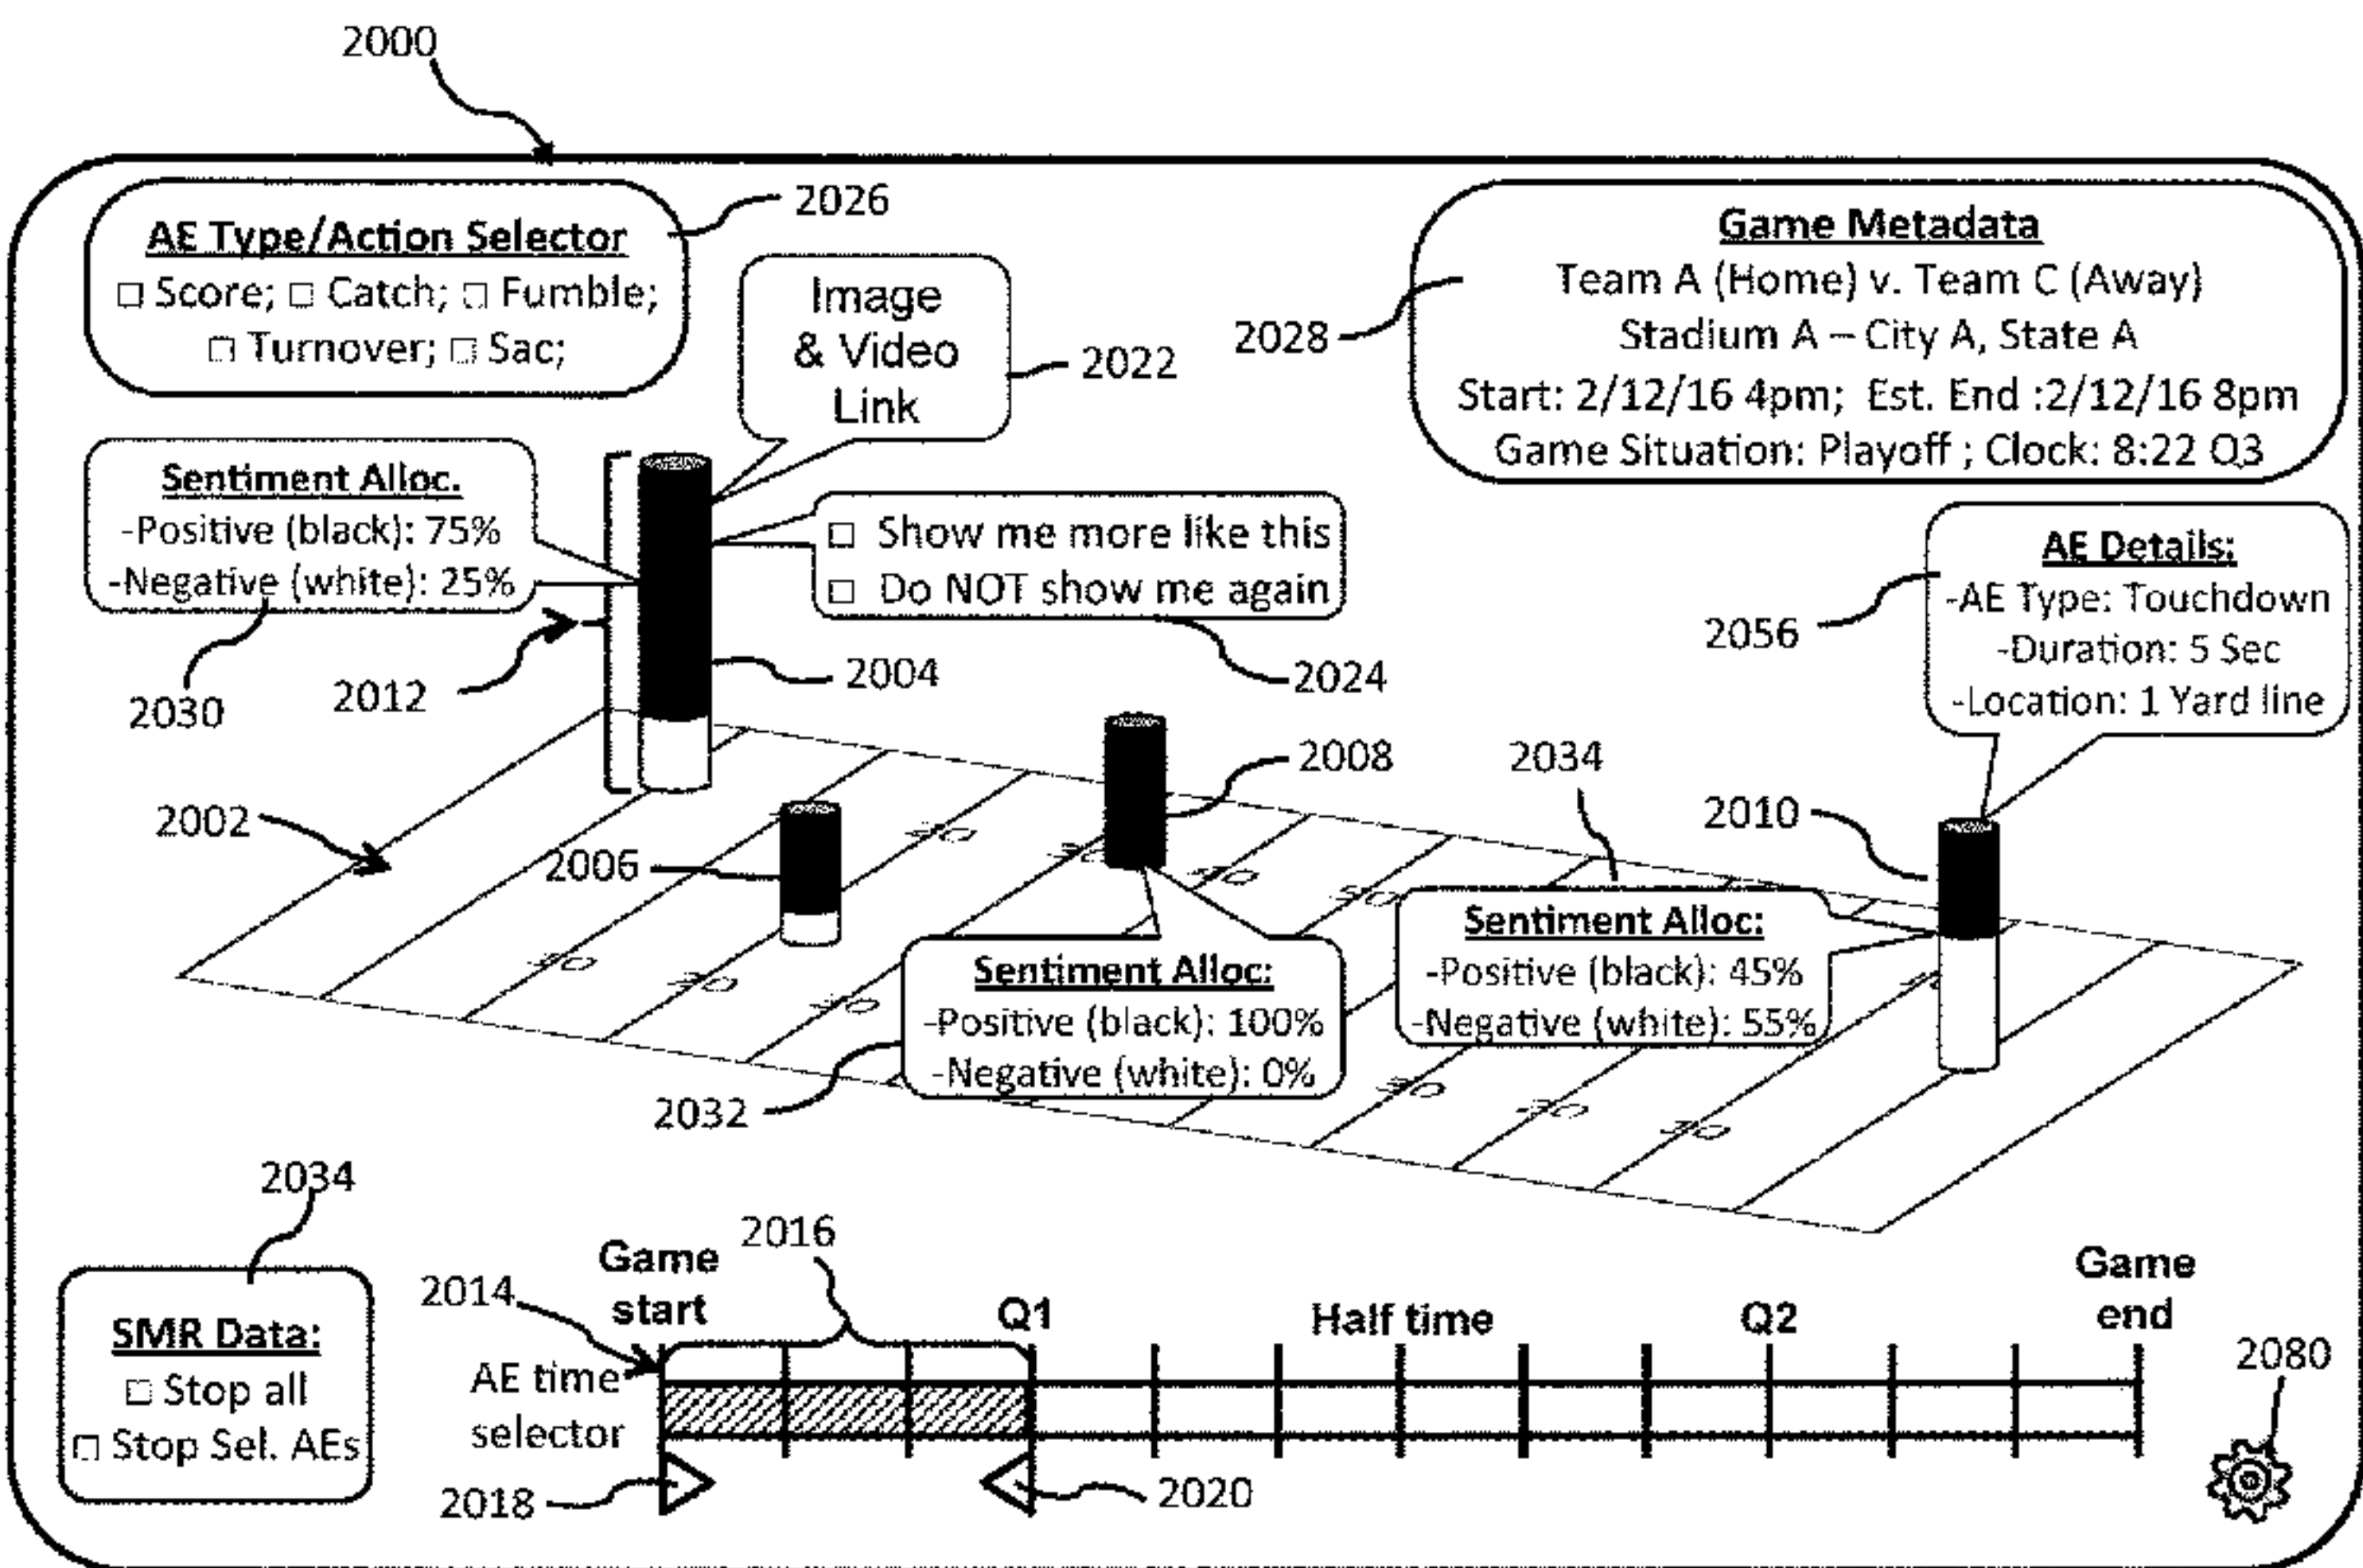 2000
AE Type/Action Selector
□ Score; □ Catch; □ Fumble;
□ Turnover; □ Sac;
2026
Image
& Video
Link
2022
2028
Game Metadata
Team A (Home) v. Team C (Away)
Stadium A – City A, State A
Start: 2/12/16 4pm; Est. End :2/12/16 8pm
Game Situation: Playoff ; Clock: 8:22 Q3
Sentiment Alloc.
-Positive (black): 75%
-Negative (white): 25%
2030
2012
□ Show me more like this
□ Do NOT show me again
2004
2024
2056
AE Details:
-AE Type: Touchdown
-Duration: 5 Sec
-Location: 1 Yard line
2002
2006
2008
2034
2010
Sentiment Alloc:
-Positive (black): 100%
-Negative (white): 0%
2032
Sentiment Alloc:
-Positive (black): 45%
-Negative (white): 55%
2034
SMR Data:
□ Stop all
□ Stop Sel. AEs
2014
Game
start
2016
Q1
Half time
Q2
Game
end
AE time
selector
2018
2020
2080